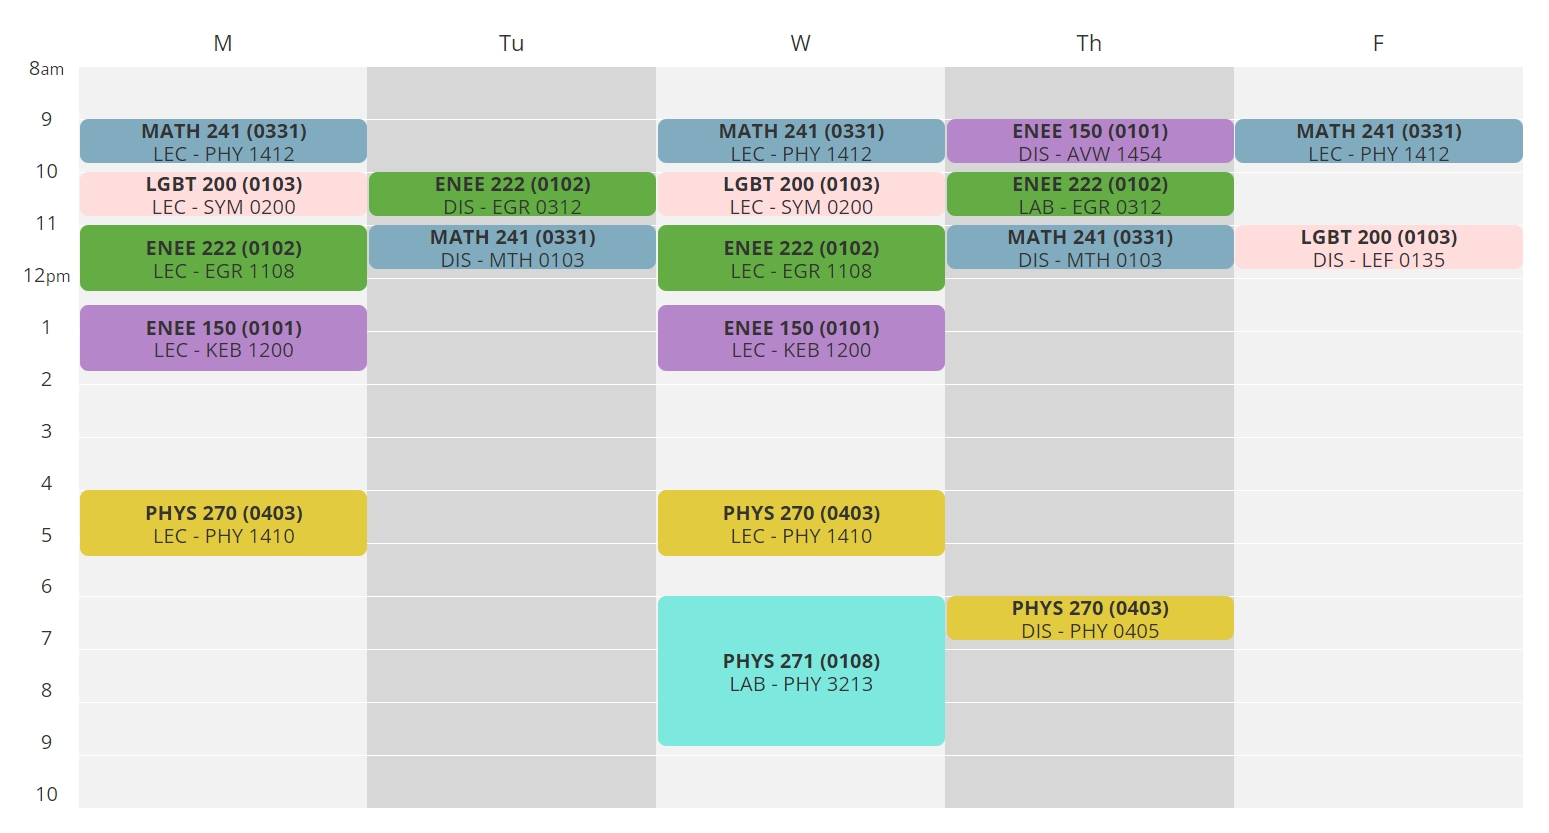 M
Tu
W
Th
F
8am
9
MATH 241 (0331)
LEC - PHY 1412
MATH 241 (0331)
LEC - PHY 1412
ENEE 150 (0101)
DIS - AVW 1454
MATH 241 (0331)
LEC - PHY 1412
10
LGBT 200 (0103)
LEC - SYM 0200
ENEE 222 (0102)
DIS - EGR 0312
LGBT 200 (0103)
LEC - SYM 0200
ENEE 222 (0102)
LAB - EGR 0312
11
ENEE 222 (0102)
LEC - EGR 1108
MATH 241 (0331)
DIS - MTH 0103
ENEE 222 (0102)
LEC - EGR 1108
MATH 241 (0331)
DIS - MTH 0103
LGBT 200 (0103)
DIS - LEF 0135
12pm
1
ENEE 150 (0101)
LEC - KEB 1200
ENEE 150 (0101)
LEC - KEB 1200
2
3
4
PHYS 270 (0403)
LEC - PHY 1410
PHYS 270 (0403)
LEC - PHY 1410
5
6
PHYS 271 (0108)
LAB - PHY 3213
PHYS 270 (0403)
DIS - PHY 0405
7
8
9
10